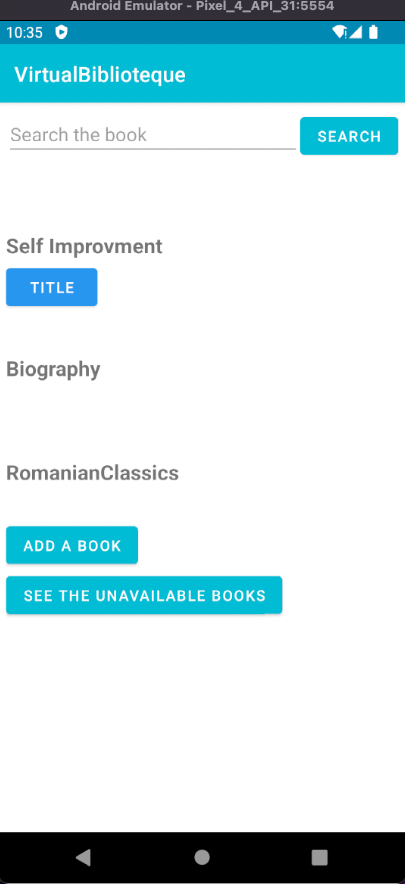 Android Emulator - Pixel_4_API_31:5554
10:35
VirtualBiblioteque
Search the book
SEARCH
Self Improvment
TITLE
Biography
RomanianClassics
ADD A BOOK
SEE THE UNAVAILABLE BOOKS